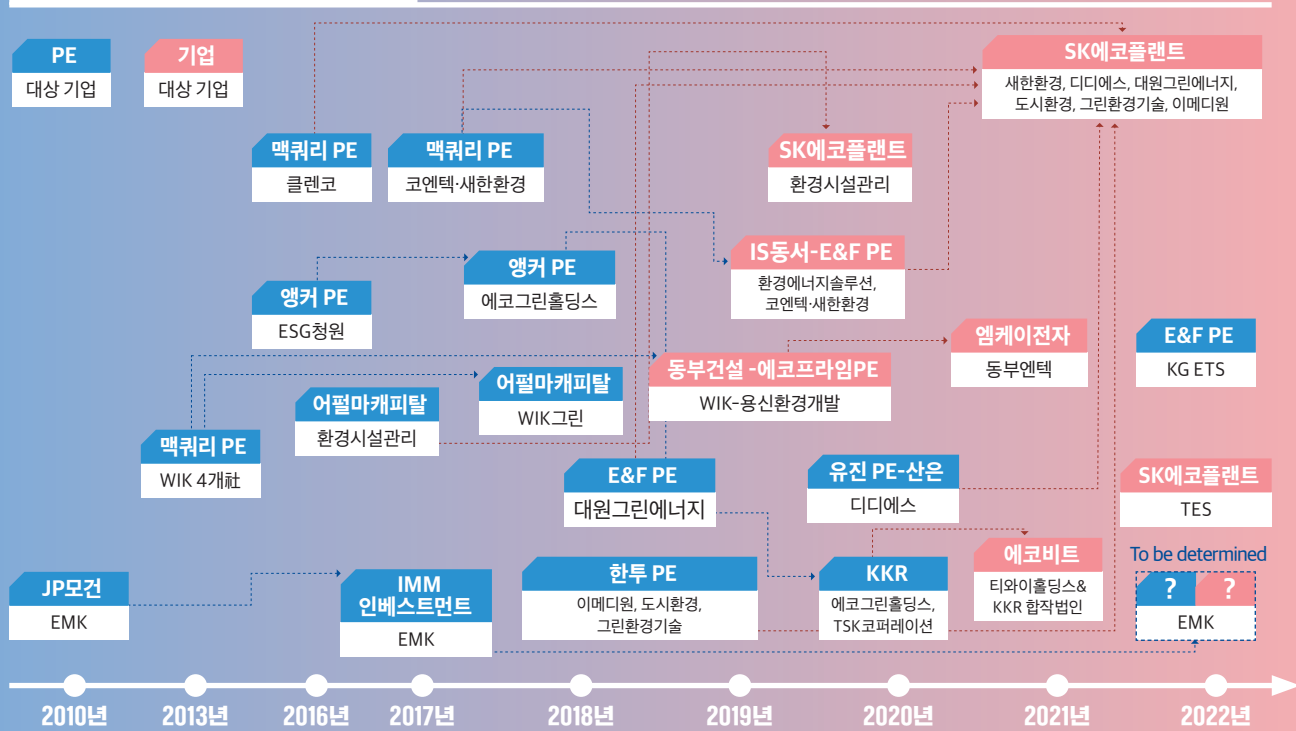 PE
대상 기업
기업
대상 기업
SK에코플랜트
새한환경, 디디에스, 대원그린에너지,
도시환경, 그린환경기술, 이메디원
맥쿼리 PE
클렌코
맥쿼리 PE
코엔텍·새한환경
SK에코플랜트
환경시설관리
앵커 PE
에코그린홀딩스
IS동서-E&F PE
환경에너지솔루션,
코엔텍·새한환경
앵커 PE
ESG청원
동부건설 -에코프라임PE
WIK-용신환경개발
엠케이전자
동부엔텍
E&F PE
KG ETS
어펄마캐피탈
WIK그린
어펄마캐피탈
환경시설관리
맥쿼리 PE
WIK 4개社
E&F PE
대원그린에너지
유진 PE-산은
디디에스
SK에코플랜트
TES
JP모건
EMK
IMM
인베스트먼트
EMK
한투 PE
이메디원, 도시환경,
그린환경기술
KKR
에코그린홀딩스,
TSK코퍼레이션
에코비트
티와이홀딩스&
KKR 합작법인
To be determined
? ?
EMK
2010년 2013년 2016년 2017년 2018년 2019년 2020년 2021년 2022년